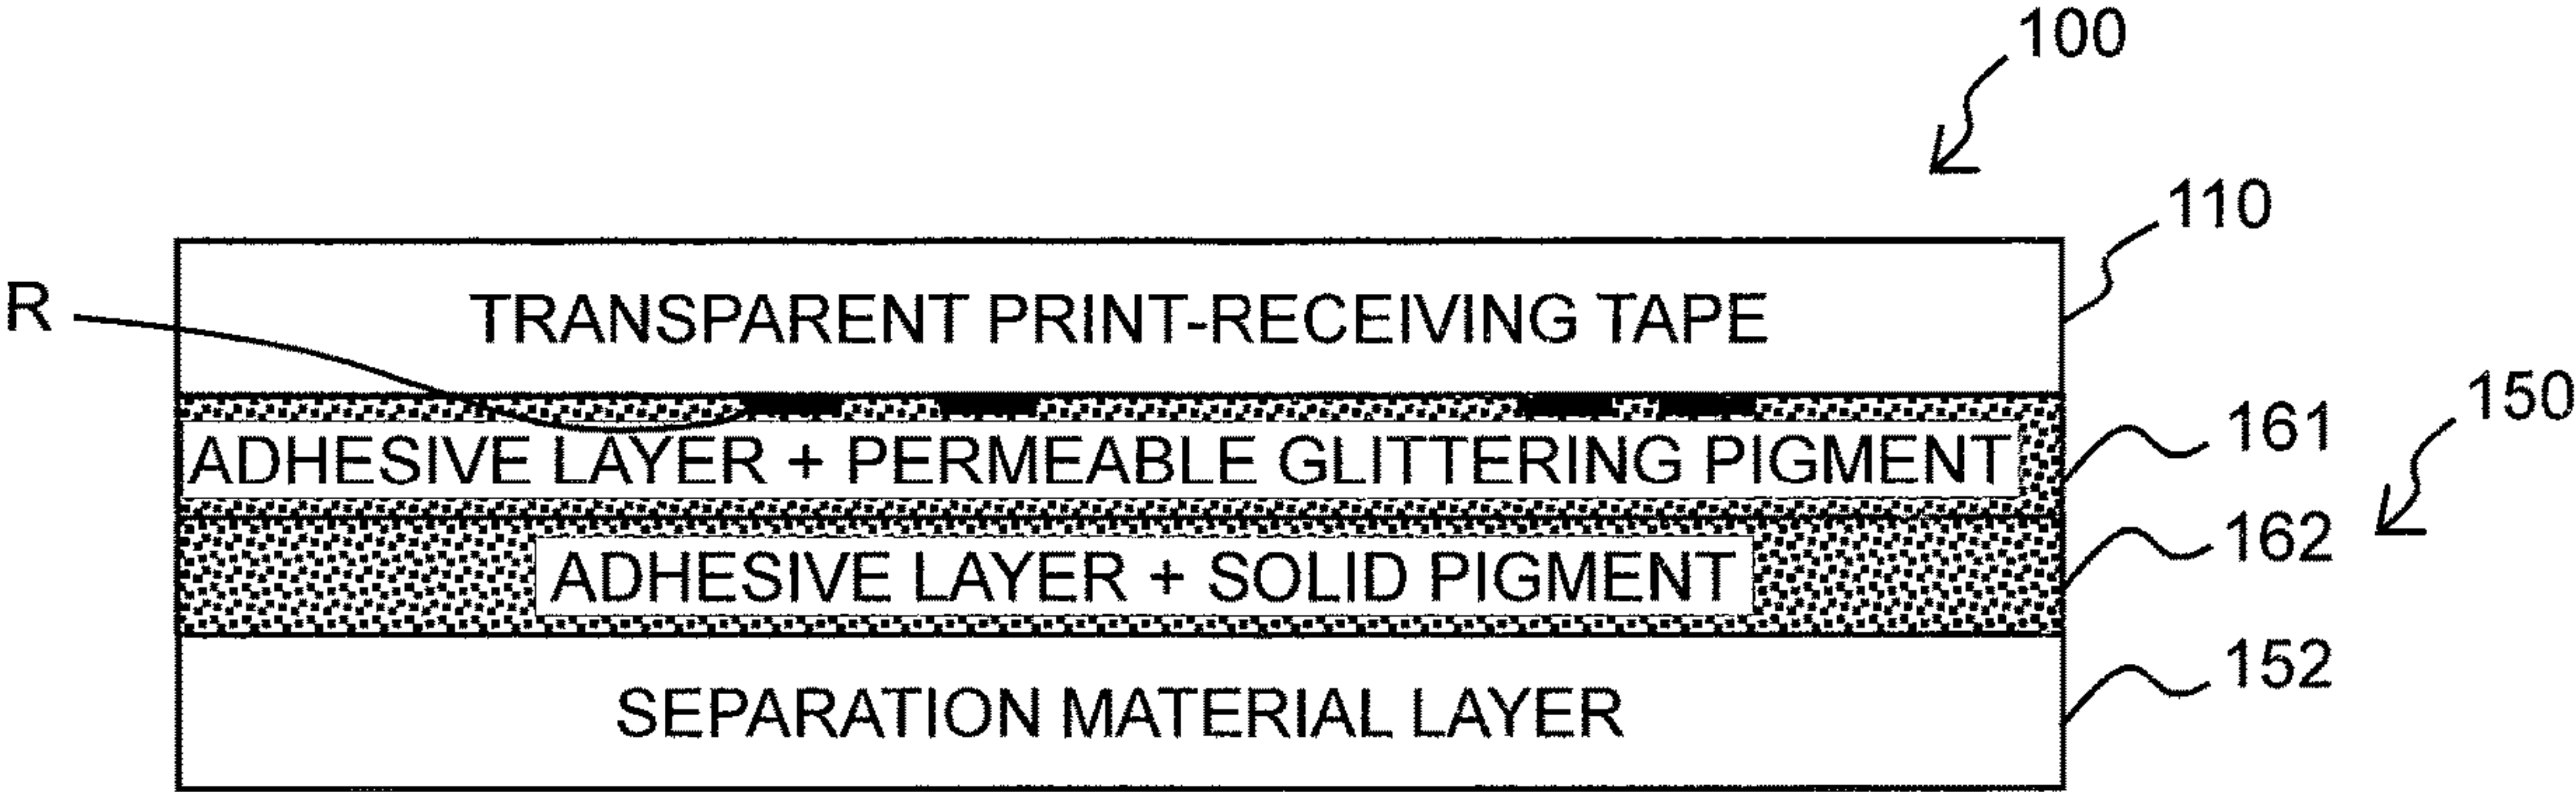 100
110
TRANSPARENT PRINT-RECEIVING TAPE
R
150
161
ADHESIVE LAYER + PERMEABLE GLITTERING PIGMENT
162
ADHESIVE LAYER + SOLID PIGMENT
152
SEPARATION MATERIAL LAYER